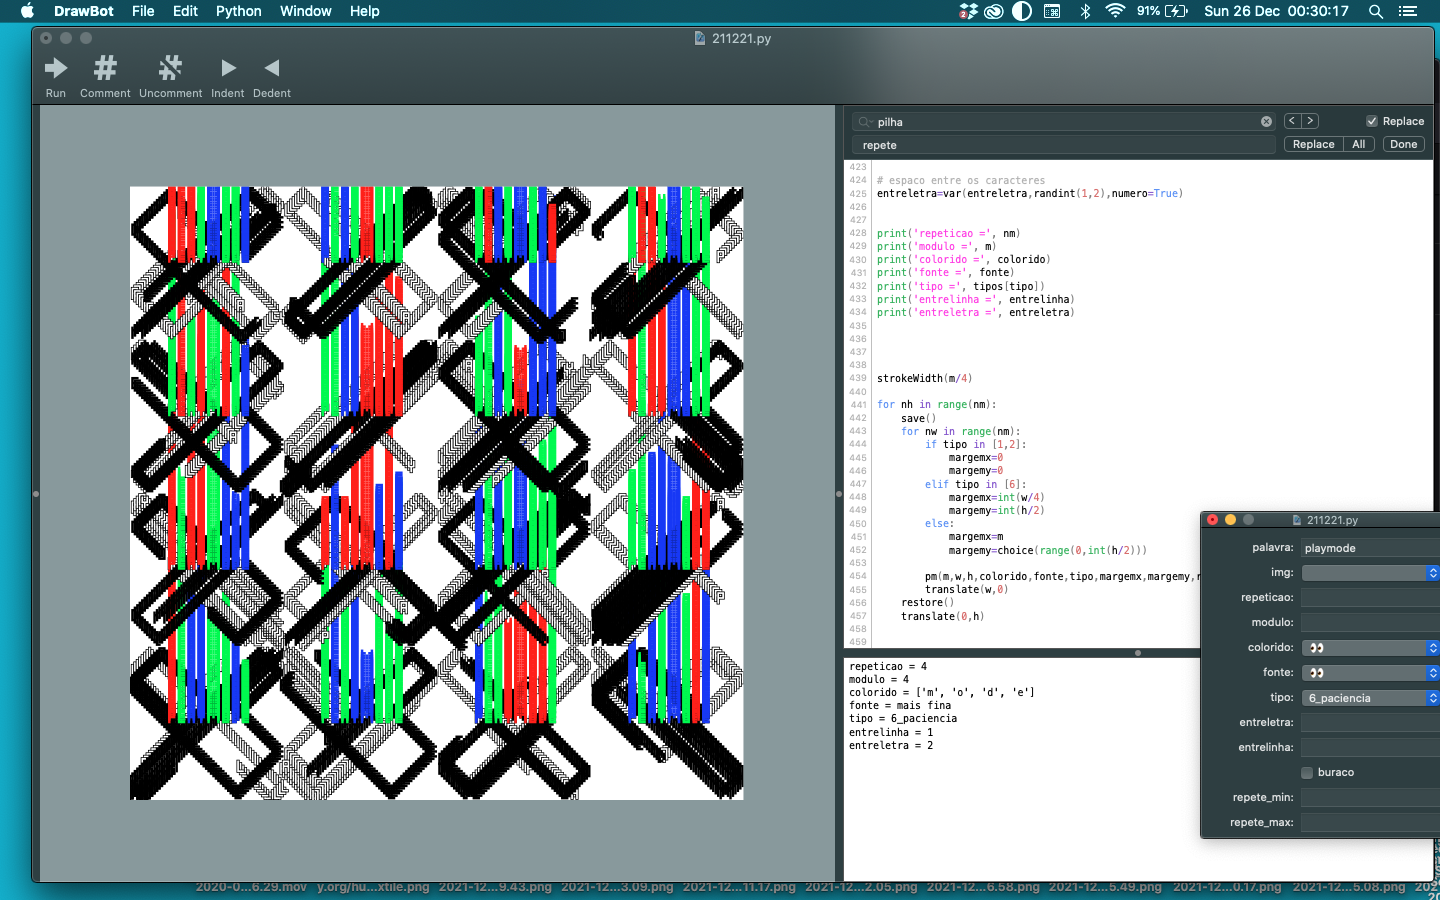 DrawBot File Edit Python Window Help
91% Sun 26 Dec 00:30:17
211221.py
Run Comment Uncomment Indent Dedent
pilha
Replace
repete
Replace All Done
423
424 # espaco entre os caracteres
425 entreletra=var(entreletra,randint(1,2),numero=True)
426
427
428 print('repeticao =', nm)
429 print('modulo =', m)
430 print('colorido =', colorido)
431 print('fonte =', fonte)
432 print('tipo =', tipos[tipo])
433 print('entrelinha =', entrelinha)
434 print('entreletra =', entreletra)
435
436
437
438
439 strokeWidth(m/4)
440
441 for nh in range(nm):
442 save()
443 for nw in range(nm):
444 if tipo in [1,2]:
445 margemx=0
446 margemy=0
447 elif tipo in [6]:
448 margemx=int(w/4)
449 margemy=int(h/2)
450 else:
451 margemx=m
452 margemy=choice(range(0,int(h/2)))
453
454 pm(m,w,h,colorido,fonte,tipo,margemx,margemy,
455 translate(w,0)
456 restore()
457 translate(0,h)
458
459
repeticao = 4
modulo = 4
colorido = ['m', 'o', 'd', 'e']
fonte = mais fina
tipo = 6_paciencia
entrelinha = 1
entreletra = 2
211221.py
palavra: playmode
img:
repeticao:
modulo:
colorido: 👀
fonte: 👀
tipo: 6_paciencia
entreletra:
entrelinha:
buraco
repete_min:
repete_max:
2020-0...6.29.mov y.org/hu...xtile.png 2021-12...9.43.png 2021-12...3.09.png 2021-12...11.17.png 2021-12...2.05.png 2021-12...6.58.png 2021-12...5.49.png 2021-12...0.17.png 2021-12...5.08.png